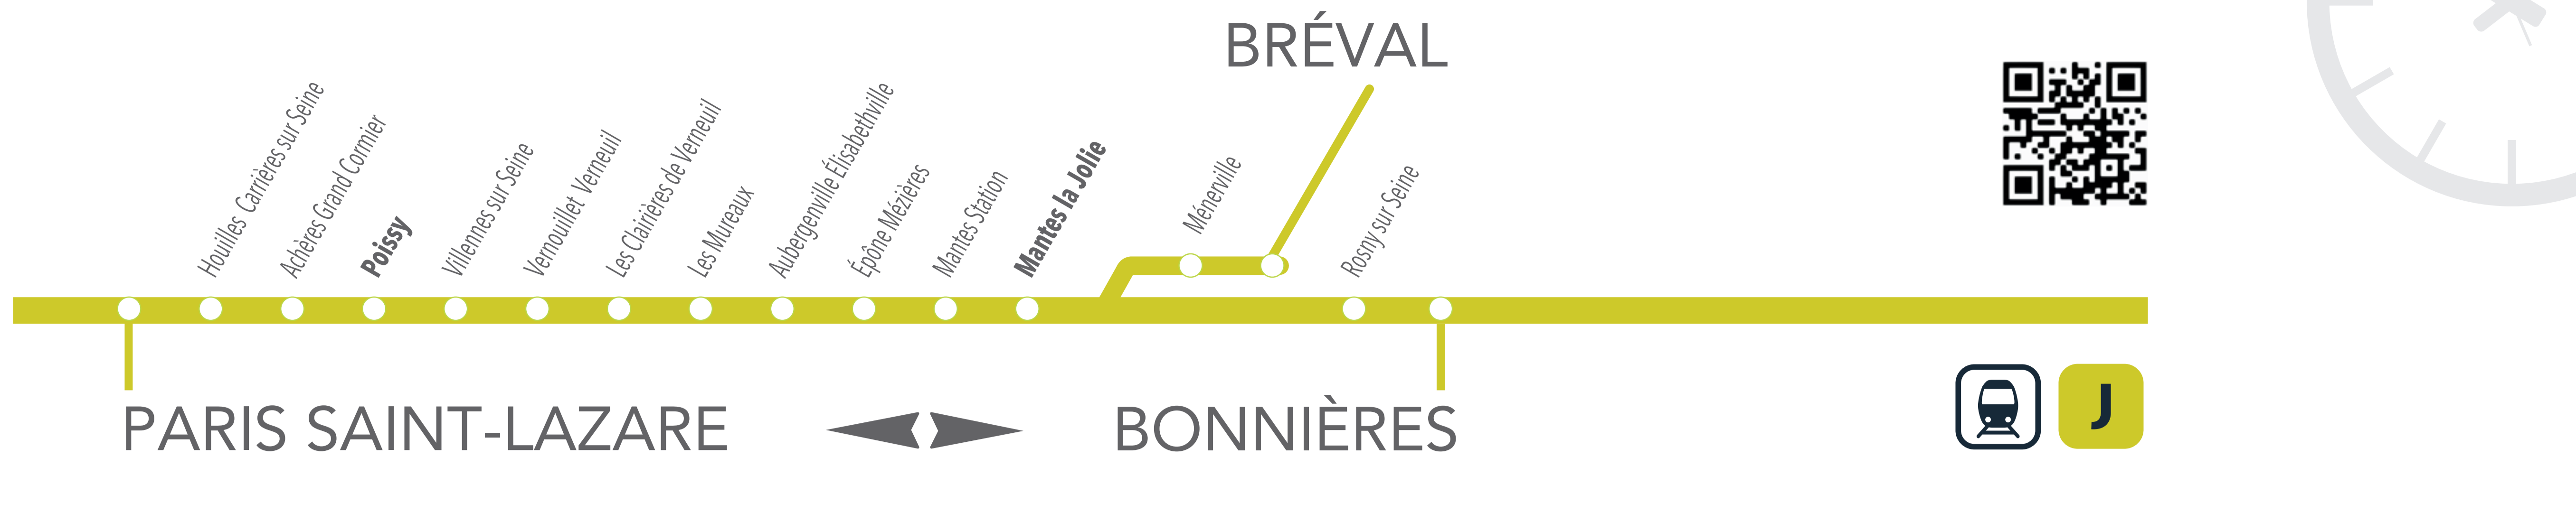 BRÉVAL
Houilles Carrières sur Seine
Achères Grand Cormier
Poissy
Villennes sur Seine
Vernouillet Verneuil
Les Clairières de Verneuil
Les Mureaux
Aubergenville Élisabethville
Épône Mézières
Mantes Station
Mantes la Jolie
Ménerville
Rosny sur Seine
PARIS SAINT-LAZARE
BONNIÈRES
J